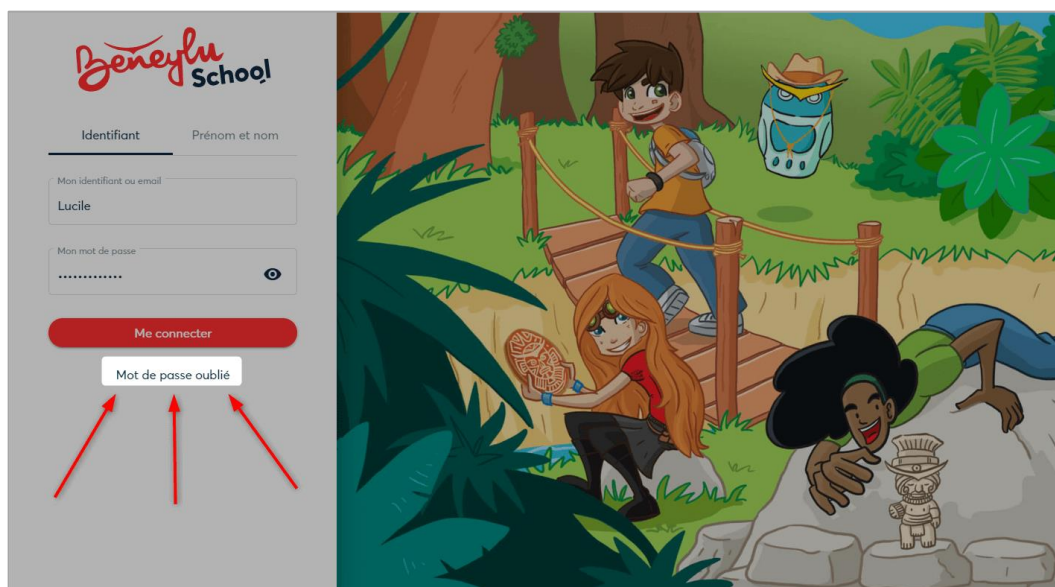 Beneylu
School
Identifiant Prénom et nom
Mon identifiant ou email
Lucile
Mon mot de passe
•••••••••••••
Me connecter
Mot de passe oublié